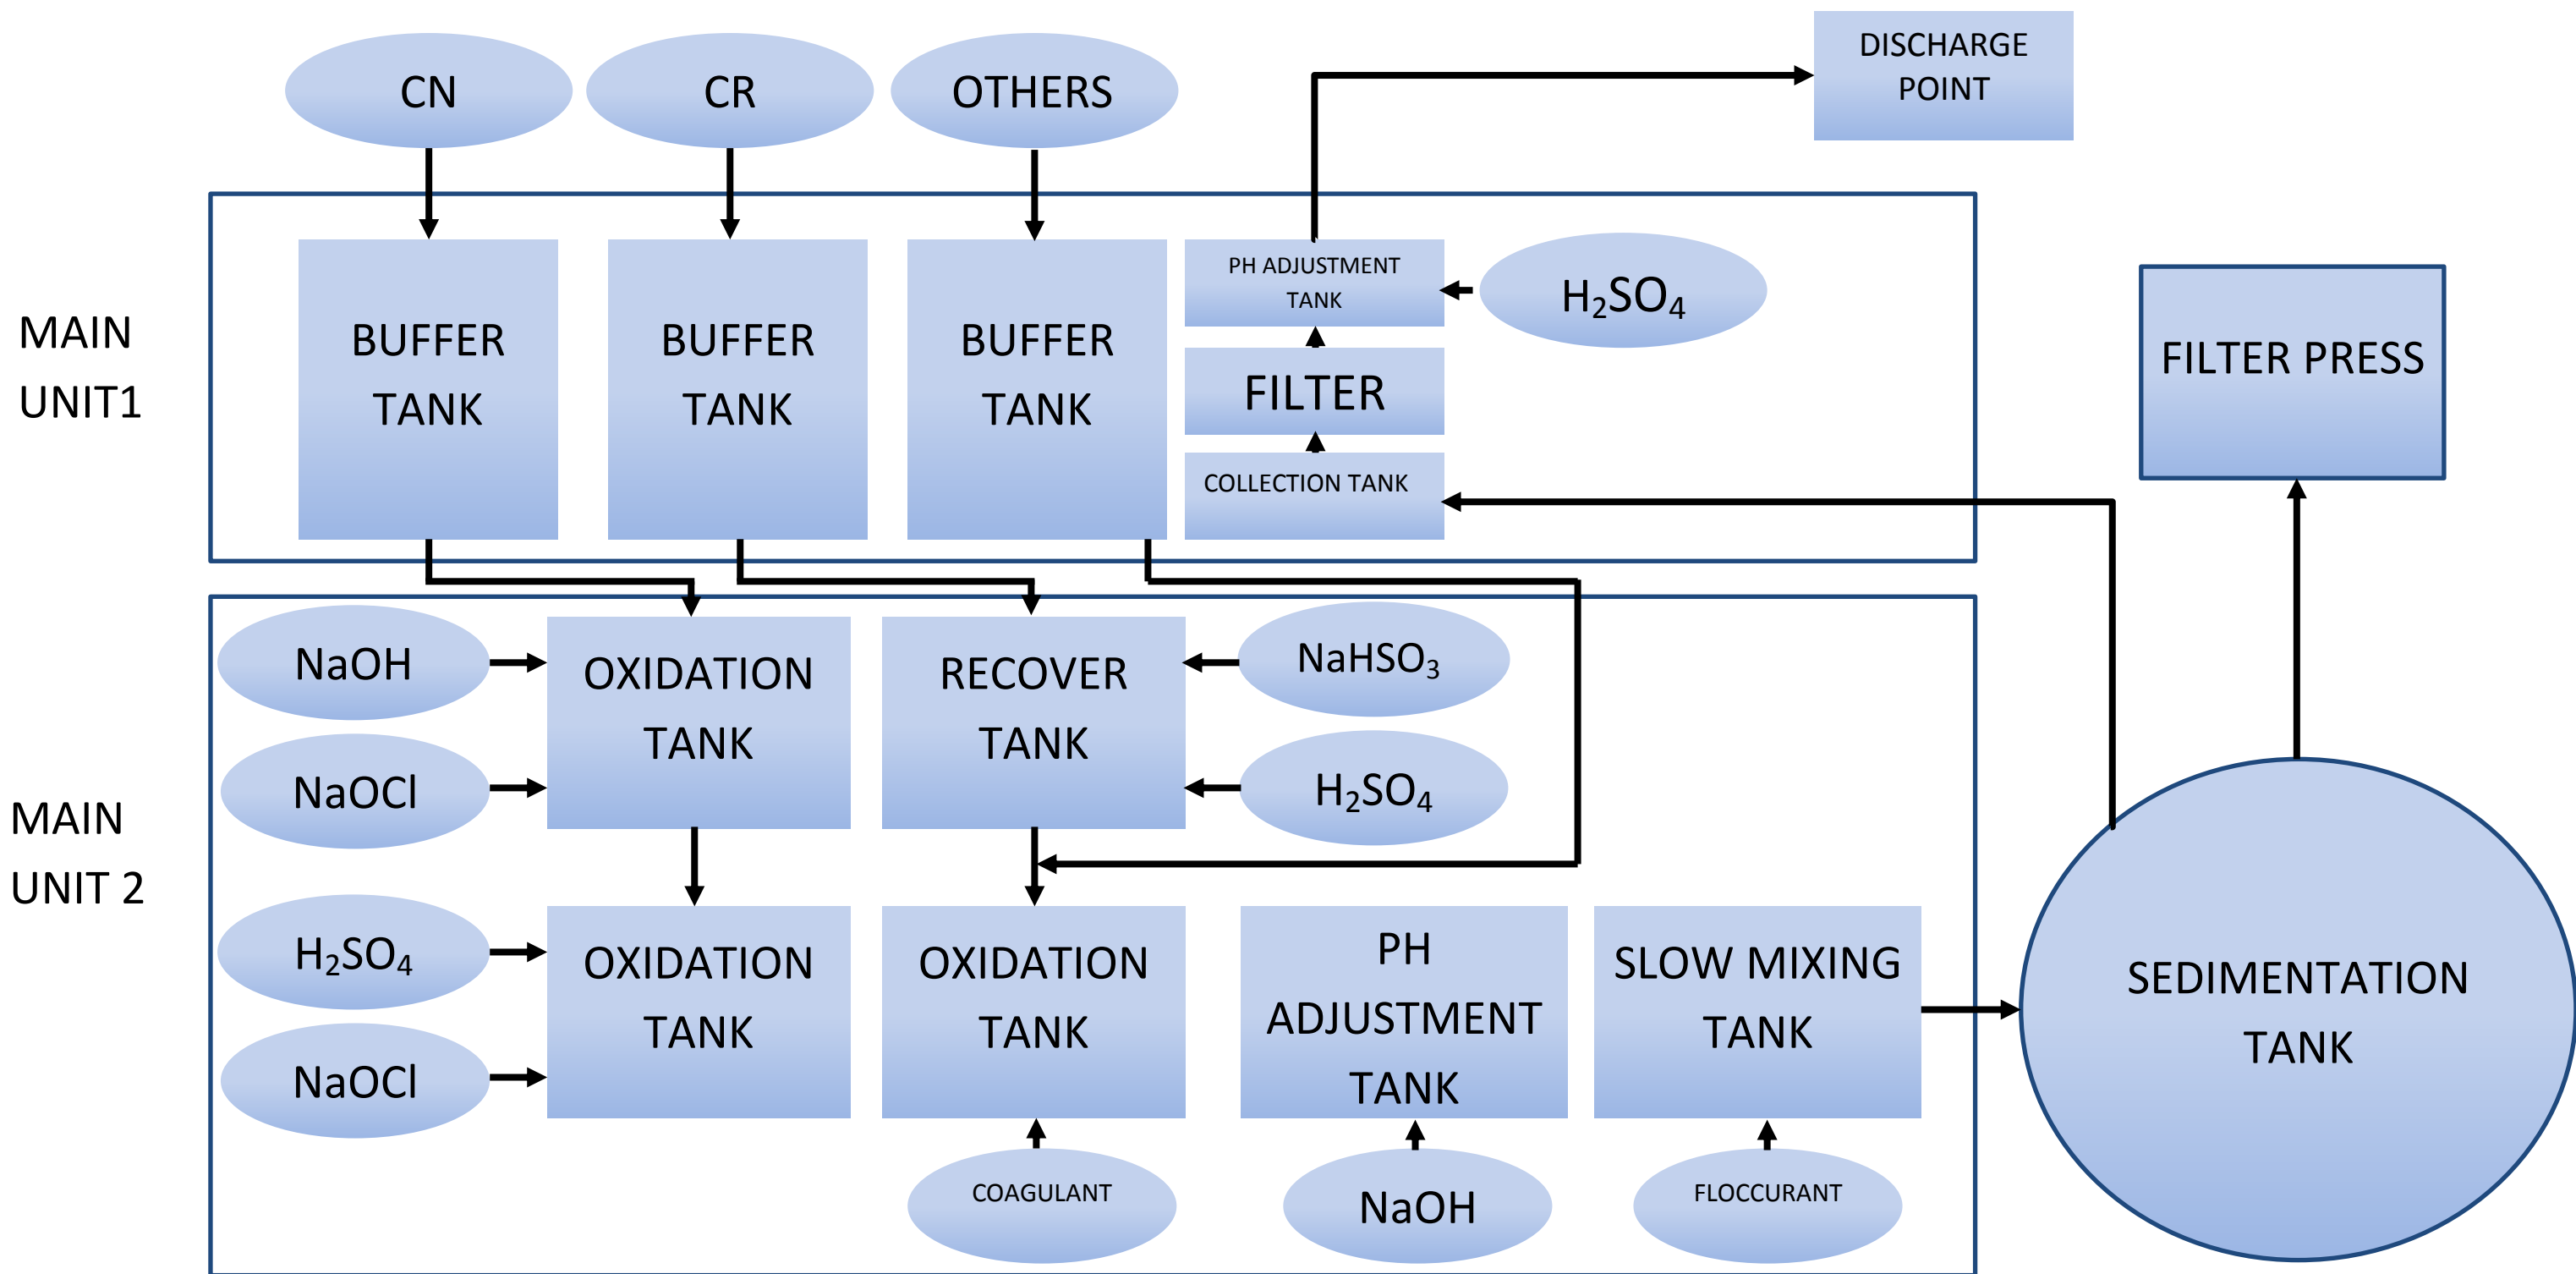 DISCHARGE
POINT
CN
CR
OTHERS
MAIN
UNIT1
BUFFER
TANK
BUFFER
TANK
BUFFER
TANK
PH ADJUSTMENT
TANK
H₂SO₄
FILTER
COLLECTION TANK
FILTER PRESS
MAIN
UNIT 2
NaOH
NaOCl
OXIDATION
TANK
RECOVER
TANK
NaHSO₃
H₂SO₄
H₂SO₄
NaOCl
OXIDATION
TANK
OXIDATION
TANK
PH
ADJUSTMENT
TANK
SLOW MIXING
TANK
SEDIMENTATION
TANK
COAGULANT
NaOH
FLOCCURANT